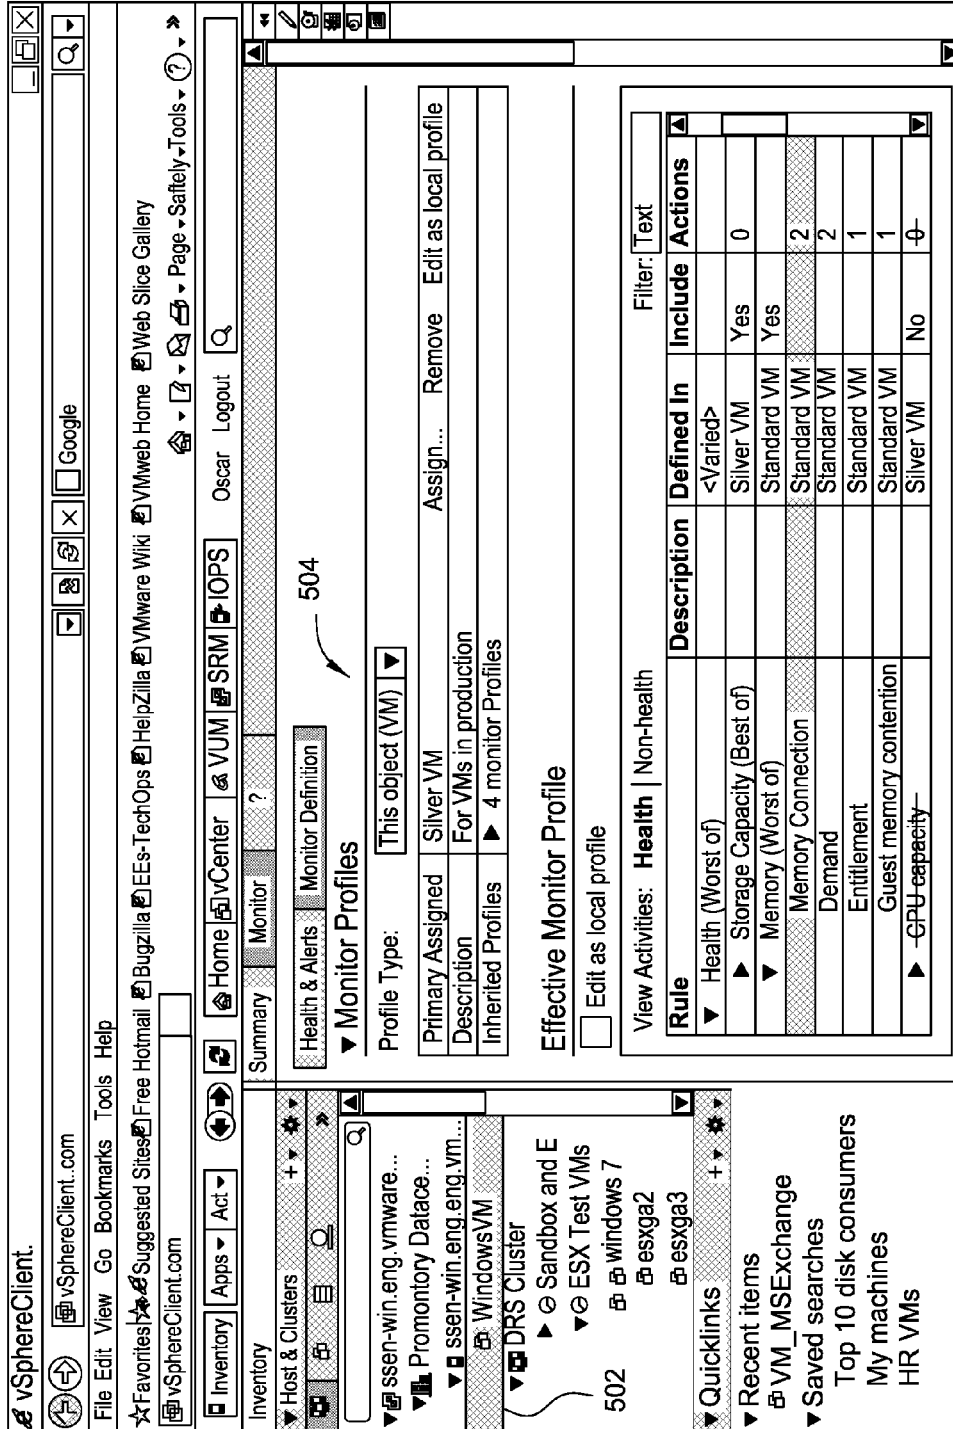 vSphereClient.
vSphereClient..com
Google
File Edit View Go Bookmarks Tools Help
Favorites Suggested Sites Free Hotmail Bugzilla EEs-TechOps HelpZilla VMware Wiki VMweb Home Web Slice Gallery
vSphereClient.com
Page Saftely Tools ?
Inventory Apps Act Home vCenter VUM SRM IOPS Oscar Logout
Inventory
Host & Clusters
ssen-win.eng.vmware...
Promontory Datace...
ssen-win.eng.eng.vm...
WindowsVM
DRS Cluster
Sandbox and E
ESX Test VMs
windows 7
esxga2
esxga3
502
Quicklinks
Recent items
VM_MSExchange
Saved searches
Top 10 disk consumers
My machines
HR VMs
Summary Monitor ?
Health & Alerts Monitor Definition
504
Monitor Profiles
Profile Type: This object (VM)
Primary Assigned Silver VM Assign... Remove Edit as local profile
Description For VMs in production
Inherited Profiles 4 monitor Profiles
Effective Monitor Profile
Edit as local profile
View Activities: Health | Non-health Filter: Text
Rule Description Defined In Include Actions
Health (Worst of) <Varied>
Storage Capacity (Best of) Silver VM Yes 0
Memory (Worst of) Standard VM Yes
Memory Connection Standard VM 2
Demand Standard VM 2
Entitlement Standard VM 1
Guest memory contention Standard VM 1
CPU capacity Silver VM No 0